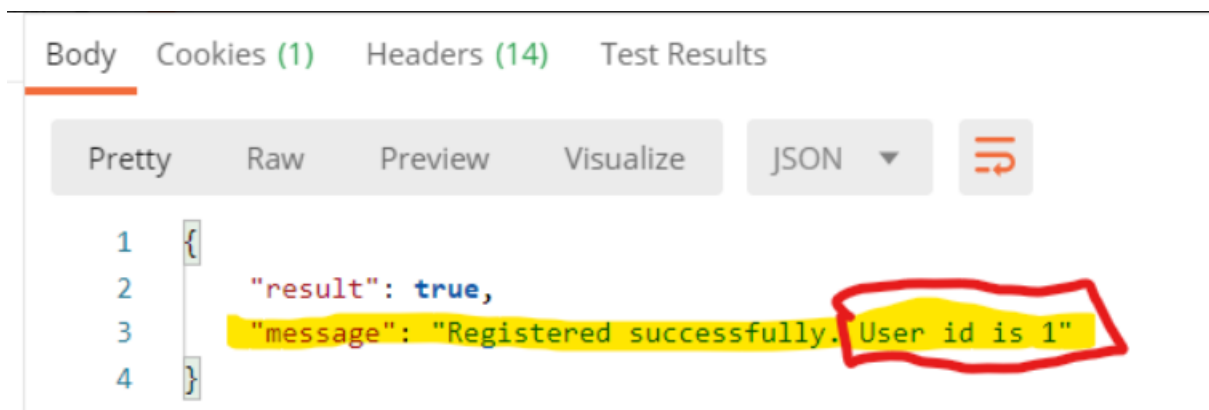 Body Cookies (1) Headers (14) Test Results
Pretty Raw Preview Visualize JSON
1 {
2 "result": true,
3 "message": "Registered successfully. User id is 1"
4 }